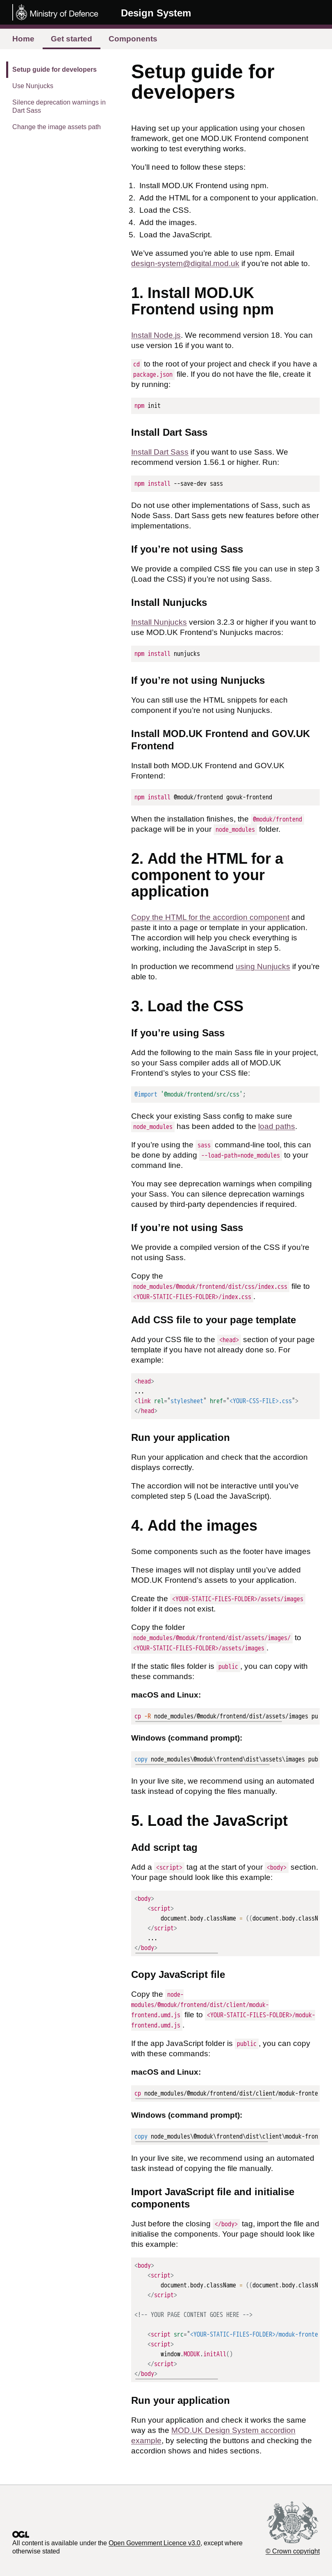 Ministry of Defence
Design System
Home Get started Components
Setup guide for developers
Use Nunjucks
Silence deprecation warnings in
Dart Sass
Change the image assets path
Setup guide for
developers
Having set up your application using your chosen
framework, get one MOD.UK Frontend component
working to test everything works.
You’ll need to follow these steps:
1. Install MOD.UK Frontend using npm.
2. Add the HTML for a component to your application.
3. Load the CSS.
4. Add the images.
5. Load the JavaScript.
We’ve assumed you’re able to use npm. Email
design-system@digital.mod.uk if you’re not able to.
1. Install MOD.UK
Frontend using npm
Install Node.js. We recommend version 18. You can
use version 16 if you want to.
cd to the root of your project and check if you have a
package.json file. If you do not have the file, create it
by running:
npm init
Install Dart Sass
Install Dart Sass if you want to use Sass. We
recommend version 1.56.1 or higher. Run:
npm install --save-dev sass
Do not use other implementations of Sass, such as
Node Sass. Dart Sass gets new features before other
implementations.
If you’re not using Sass
We provide a compiled CSS file you can use in step 3
(Load the CSS) if you’re not using Sass.
Install Nunjucks
Install Nunjucks version 3.2.3 or higher if you want to
use MOD.UK Frontend’s Nunjucks macros:
npm install nunjucks
If you’re not using Nunjucks
You can still use the HTML snippets for each
component if you’re not using Nunjucks.
Install MOD.UK Frontend and GOV.UK
Frontend
Install both MOD.UK Frontend and GOV.UK
Frontend:
npm install @moduk/frontend govuk-frontend
When the installation finishes, the @moduk/frontend
package will be in your node_modules folder.
2. Add the HTML for a
component to your
application
Copy the HTML for the accordion component and
paste it into a page or template in your application.
The accordion will help you check everything is
working, including the JavaScript in step 5.
In production we recommend using Nunjucks if you’re
able to.
3. Load the CSS
If you’re using Sass
Add the following to the main Sass file in your project,
so your Sass compiler adds all of MOD.UK
Frontend’s styles to your CSS file:
@import '@moduk/frontend/src/css';
Check your existing Sass config to make sure
node_modules has been added to the load paths.
If you’re using the sass command-line tool, this can
be done by adding --load-path=node_modules to your
command line.
You may see deprecation warnings when compiling
your Sass. You can silence deprecation warnings
caused by third-party dependencies if required.
If you’re not using Sass
We provide a compiled version of the CSS if you’re
not using Sass.
Copy the
node_modules/@moduk/frontend/dist/css/index.css file to
<YOUR-STATIC-FILES-FOLDER>/index.css.
Add CSS file to your page template
Add your CSS file to the <head> section of your page
template if you have not already done so. For
example:
<head>
...
<link rel="stylesheet" href="<YOUR-CSS-FILE>.css">
</head>
Run your application
Run your application and check that the accordion
displays correctly.
The accordion will not be interactive until you’ve
completed step 5 (Load the JavaScript).
4. Add the images
Some components such as the footer have images
These images will not display until you’ve added
MOD.UK Frontend’s assets to your application.
Create the <YOUR-STATIC-FILES-FOLDER>/assets/images
folder if it does not exist.
Copy the folder
node_modules/@moduk/frontend/dist/assets/images/ to
<YOUR-STATIC-FILES-FOLDER>/assets/images.
If the static files folder is public, you can copy with
these commands:
macOS and Linux:
cp -R node_modules/@moduk/frontend/dist/assets/images pu
Windows (command prompt):
copy node_modules\@moduk\frontend\dist\assets\images pub
In your live site, we recommend using an automated
task instead of copying the files manually.
5. Load the JavaScript
Add script tag
Add a <script> tag at the start of your <body> section.
Your page should look like this example:
<body>
<script>
document.body.className = ((document.body.classN
</script>
...
</body>
Copy JavaScript file
Copy the node-
modules/@moduk/frontend/dist/client/moduk-
frontend.umd.js file to <YOUR-STATIC-FILES-FOLDER>/moduk-
frontend.umd.js.
If the app JavaScript folder is public, you can copy
with these commands:
macOS and Linux:
cp node_modules/@moduk/frontend/dist/client/moduk-fronte
Windows (command prompt):
copy node_modules\@moduk\frontend\dist\client\moduk-fron
In your live site, we recommend using an automated
task instead of copying the file manually.
Import JavaScript file and initialise
components
Just before the closing </body> tag, import the file and
initialise the components. Your page should look like
this example:
<body>
<script>
document.body.className = ((document.body.classN
</script>
<!-- YOUR PAGE CONTENT GOES HERE -->
<script src="<YOUR-STATIC-FILES-FOLDER>/moduk-fronte
<script>
window.MODUK.initAll()
</script>
</body>
Run your application
Run your application and check it works the same
way as the MOD.UK Design System accordion
example, by selecting the buttons and checking the
accordion shows and hides sections.
OGL
All content is available under the Open Government Licence v3.0, except where
otherwise stated
© Crown copyright